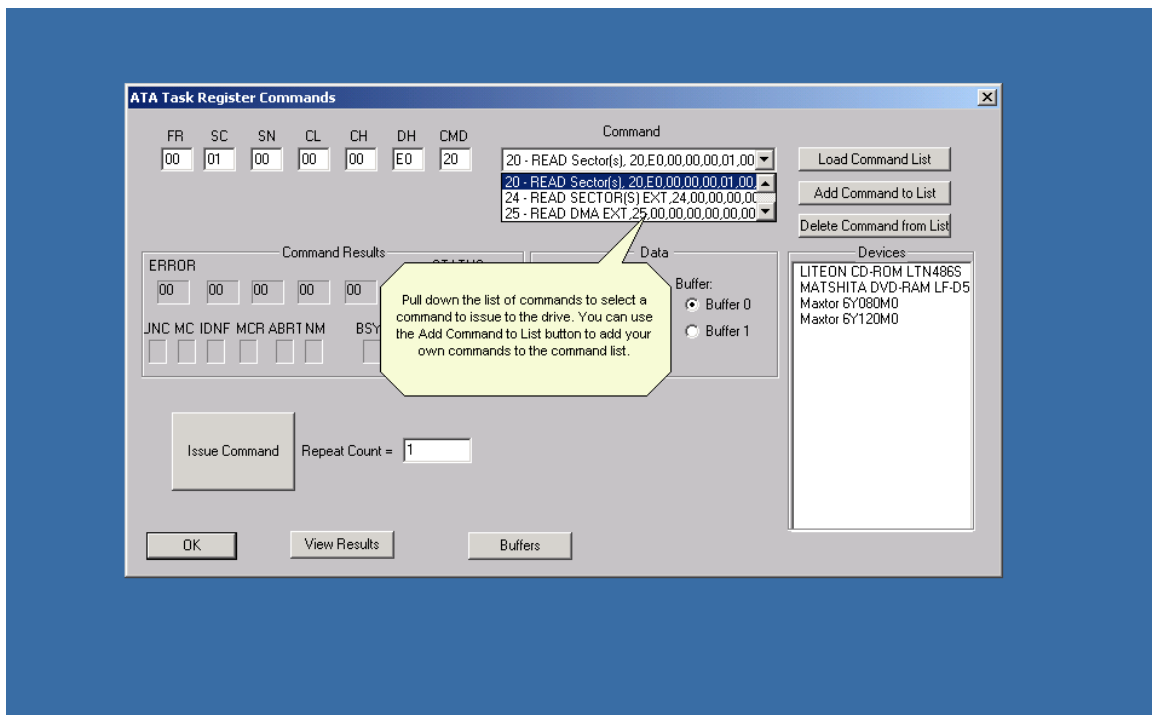 ATA Task Register Commands
FR SC SN CL CH DH CMD
00 01 00 00 00 E0 20
Command
20 - READ Sector(s), 20,E0,00,00,00,01,00
20 - READ Sector(s), 20,E0,00,00,00,01,00,
24 - READ SECTOR(S) EXT ,24,00,00,00,00
25 - READ DMA EXT ,25,00,00,00,00,00,00
Load Command List
Add Command to List
Delete Command from List
Command Results
ERROR
00 00 00 00 00
JNC MC IDNF MCR ABRT NM BSY
Data
Buffer:
Buffer 0
Buffer 1
Pull down the list of commands to select a
command to issue to the drive. You can use
the Add Command to List button to add your
own commands to the command list.
Devices
LITEON CD-ROM LTN486S
MATSHITA DVD-RAM LF-D5
Maxtor 6Y080M0
Maxtor 6Y120M0
Issue Command
Repeat Count = 1
OK
View Results
Buffers